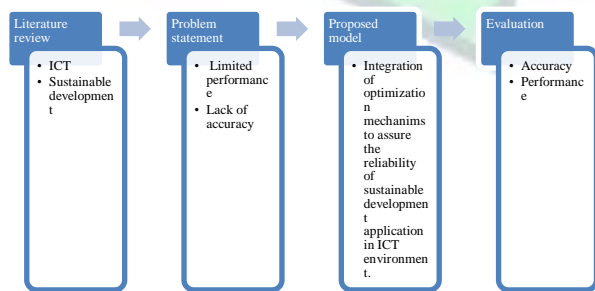 Literature
review
• ICT
• Sustainable
developmen
t
Problem
statement
• Limited
performanc
e
• Lack of
accuracy
Proposed
model
• Integration
of
optimizatio
n
mechanims
to assure
the
reliability
of
sustainable
developmen
t
application
in ICT
environmen
t.
Evaluation
• Accuracy
• Performanc
e